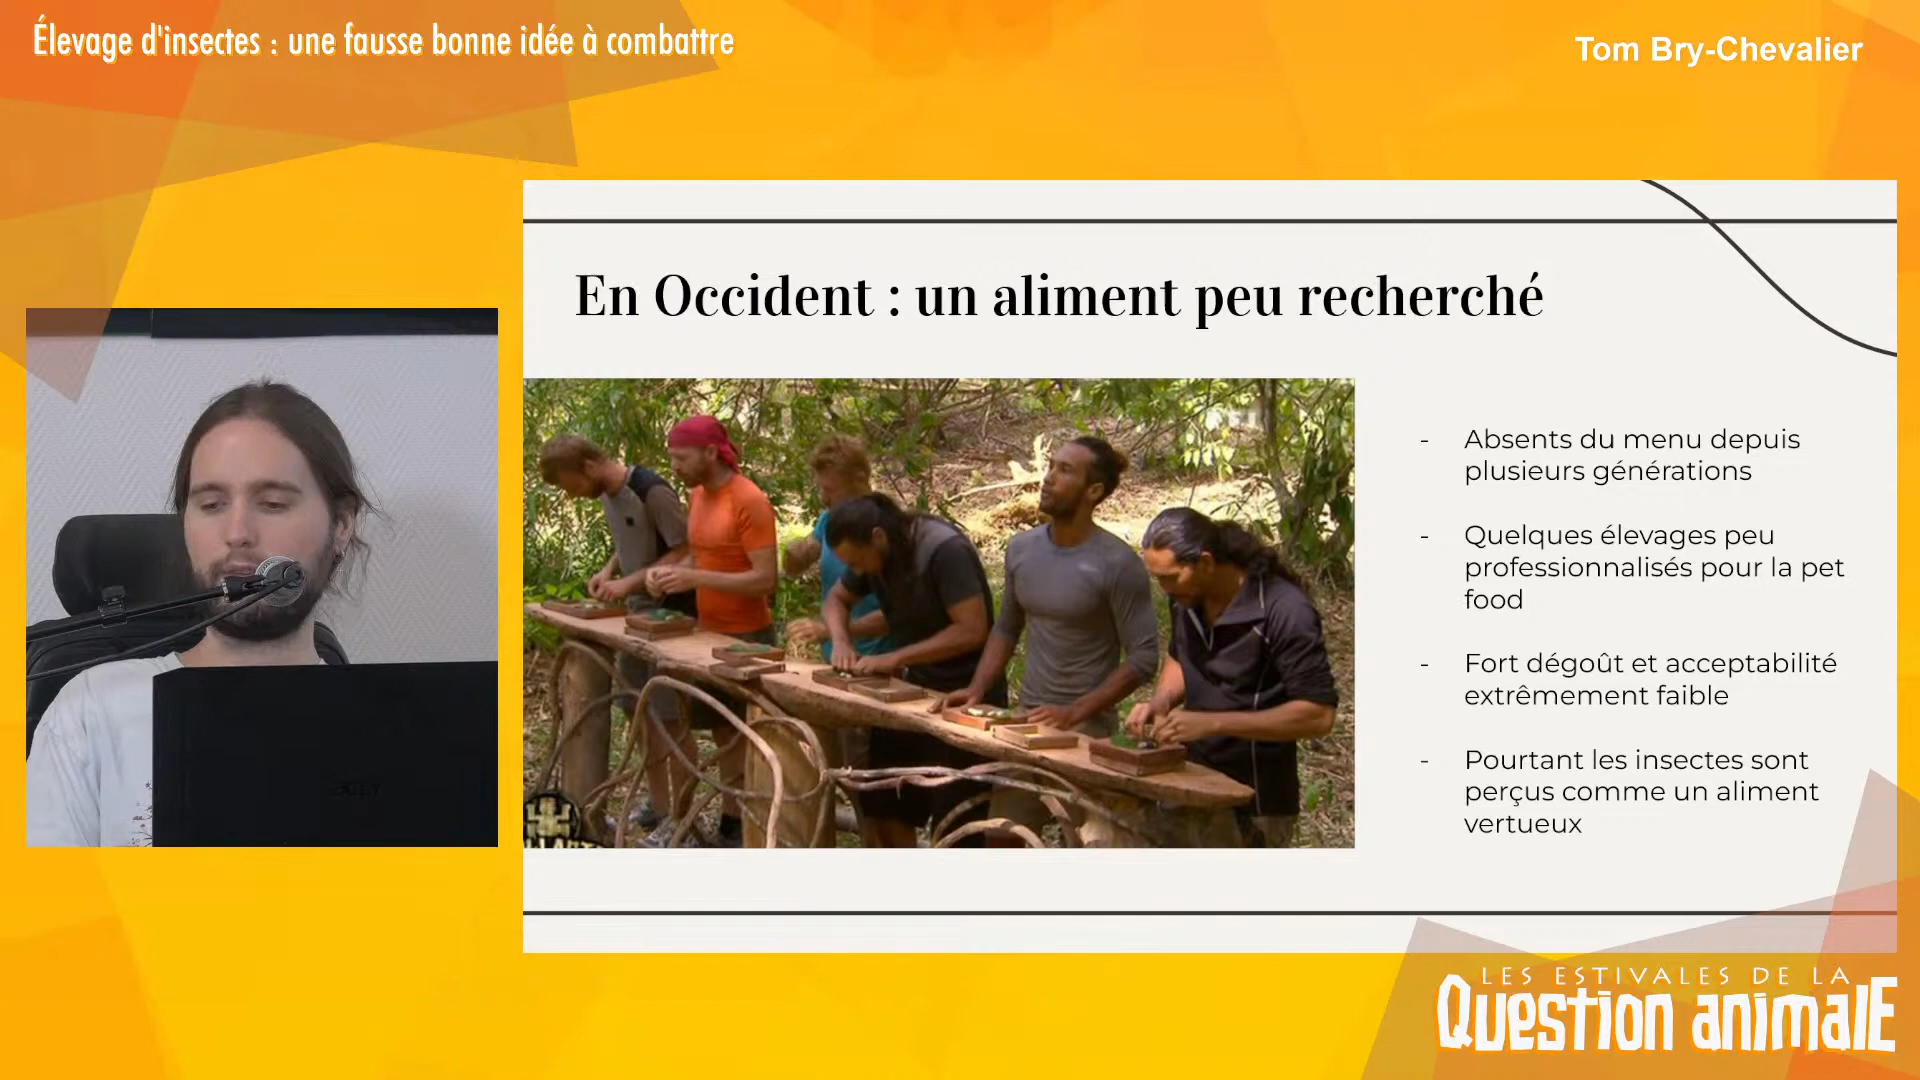 Élevage d'insectes : une fausse bonne idée à combattre
Tom Bry-Chevalier
En Occident : un aliment peu recherché
- Absents du menu depuis
plusieurs générations
- Quelques élevages peu
professionnalisés pour la pet
food
- Fort dégoût et acceptabilité
extrêmement faible
- Pourtant les insectes sont
perçus comme un aliment
vertueux
LES ESTIVALES DE LA
QUESTION ANIMALE